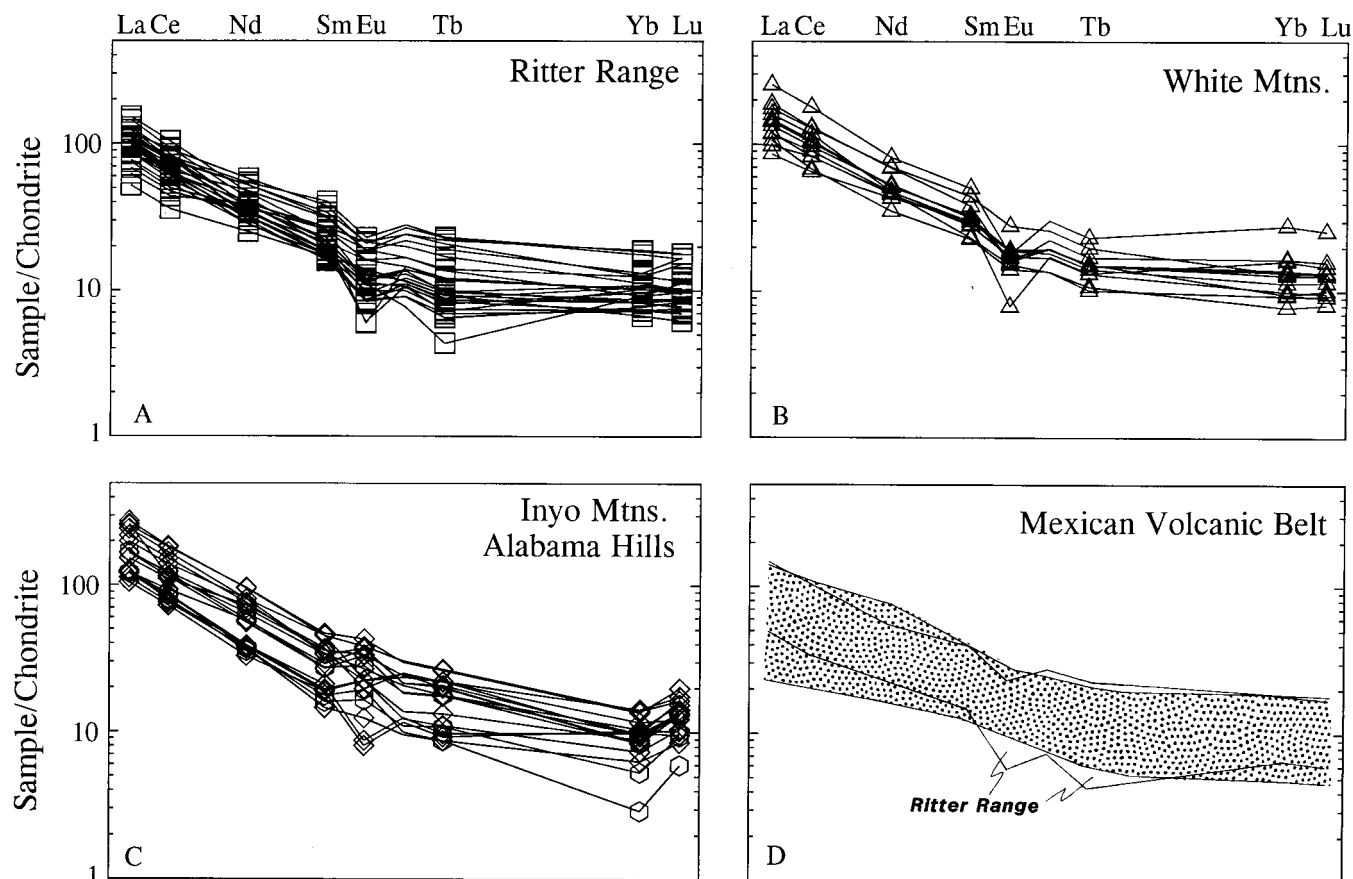 La Ce Nd Sm Eu Tb Yb Lu
La Ce Nd Sm Eu Tb Yb Lu
Ritter Range
White Mtns.
Sample/Chondrite
100
10
1
A
B
Inyo Mtns.
Alabama Hills
Mexican Volcanic Belt
Sample/Chondrite
100
10
1
Ritter Range
C
D